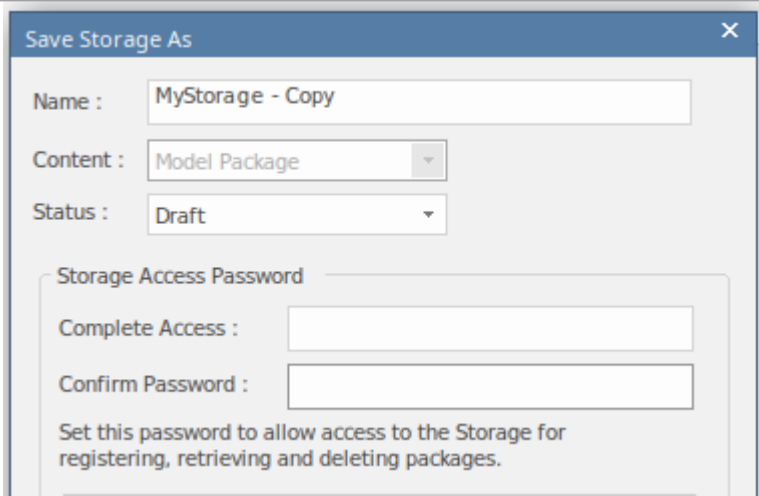 Save Storage As
Name : MyStorage - Copy
Content : Model Package
Status : Draft
Storage Access Password
Complete Access :
Confirm Password :
Set this password to allow access to the Storage for
registering, retrieving and deleting packages.